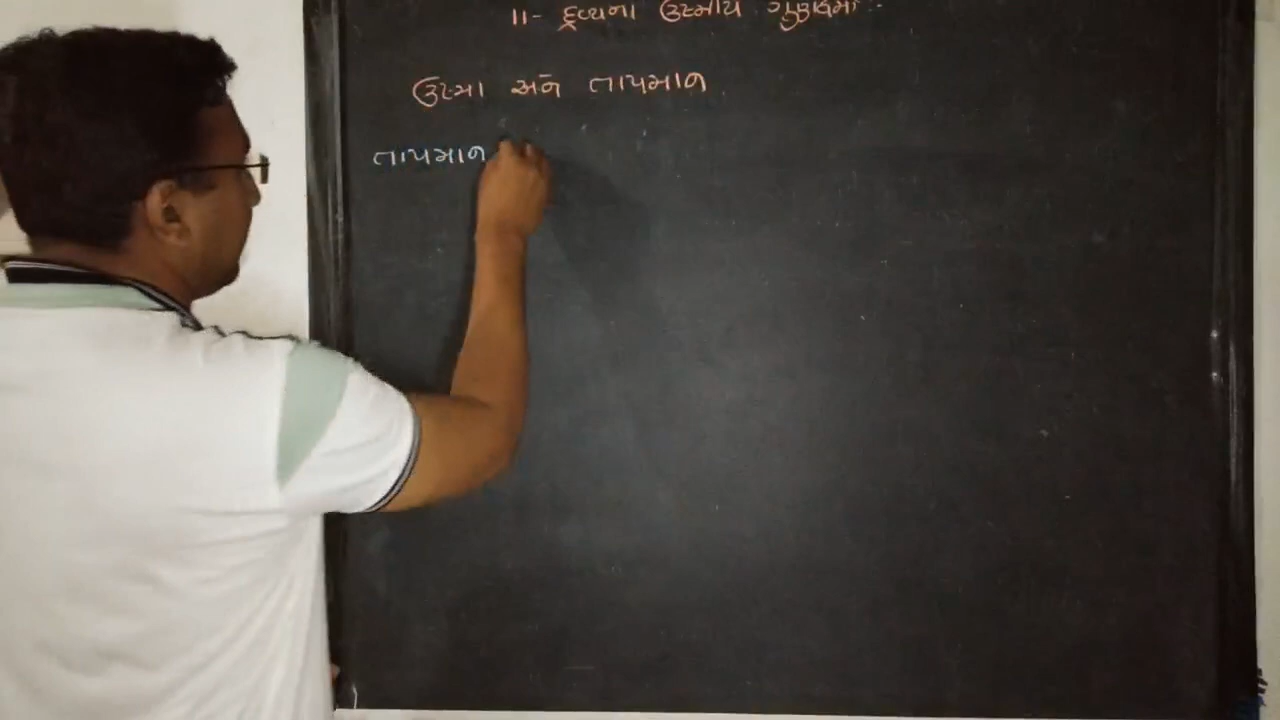 11- દ્રવ્યના ઉષ્મીય ગુણધર્મો :-
ઉષ્મા અને તાપમાન
તાપમાન